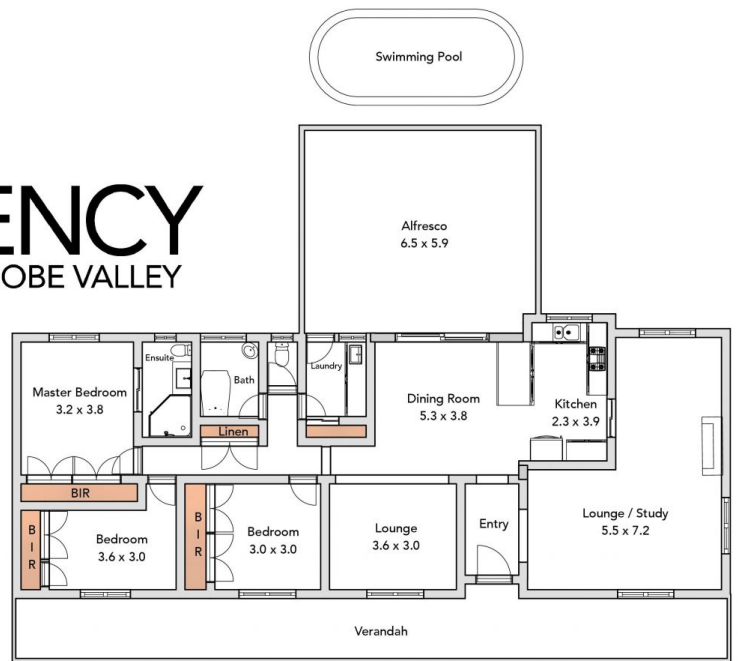 Swimming Pool
ENCY
OBE VALLEY
Alfresco
6.5 x 5.9
Ensuite
Bath
Laundry
Master Bedroom
3.2 x 3.8
Dining Room
5.3 x 3.8
Kitchen
2.3 x 3.9
Linen
BIR
B
I
R
Bedroom
3.6 x 3.0
B
I
R
Bedroom
3.0 x 3.0
Lounge
3.6 x 3.0
Entry
Lounge / Study
5.5 x 7.2
Verandah